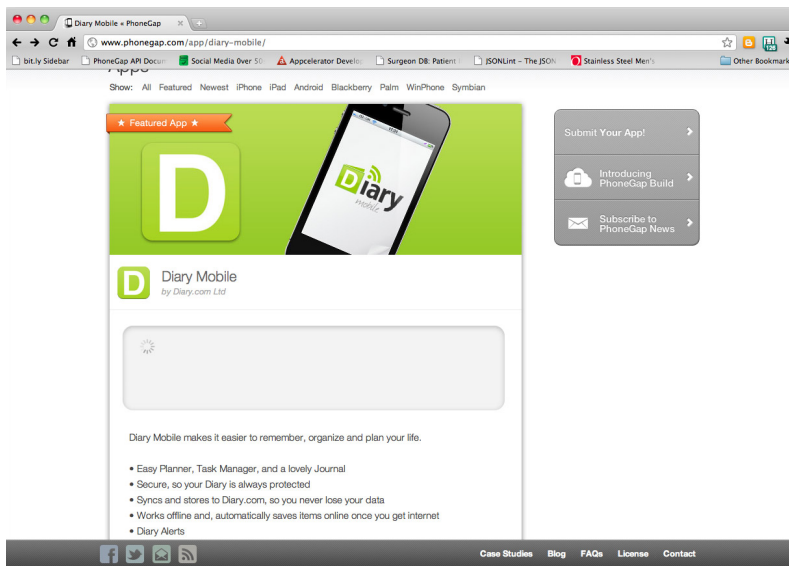 Diary Mobile « PhoneGap
www.phonegap.com/app/diary-mobile/
126
bit.ly Sidebar
PhoneGap API Docum
Social Media Over 50
Appcelerator Develo
Surgeon DB: Patient
JSONLint – The JSON
Stainless Steel Men's
Other Bookmark
Apps
Show: All Featured Newest iPhone iPad Android Blackberry Palm WinPhone Symbian
★ Featured App ★
D
Diary
mobile
Submit Your App!
Introducing
PhoneGap Build
Subscribe to
PhoneGap News
D
Diary Mobile
by Diary.com Ltd
Diary Mobile makes it easier to remember, organize and plan your life.
• Easy Planner, Task Manager, and a lovely Journal
• Secure, so your Diary is always protected
• Syncs and stores to Diary.com, so you never lose your data
• Works offline and, automatically saves items online once you get internet
• Diary Alerts
Case Studies Blog FAQs License Contact